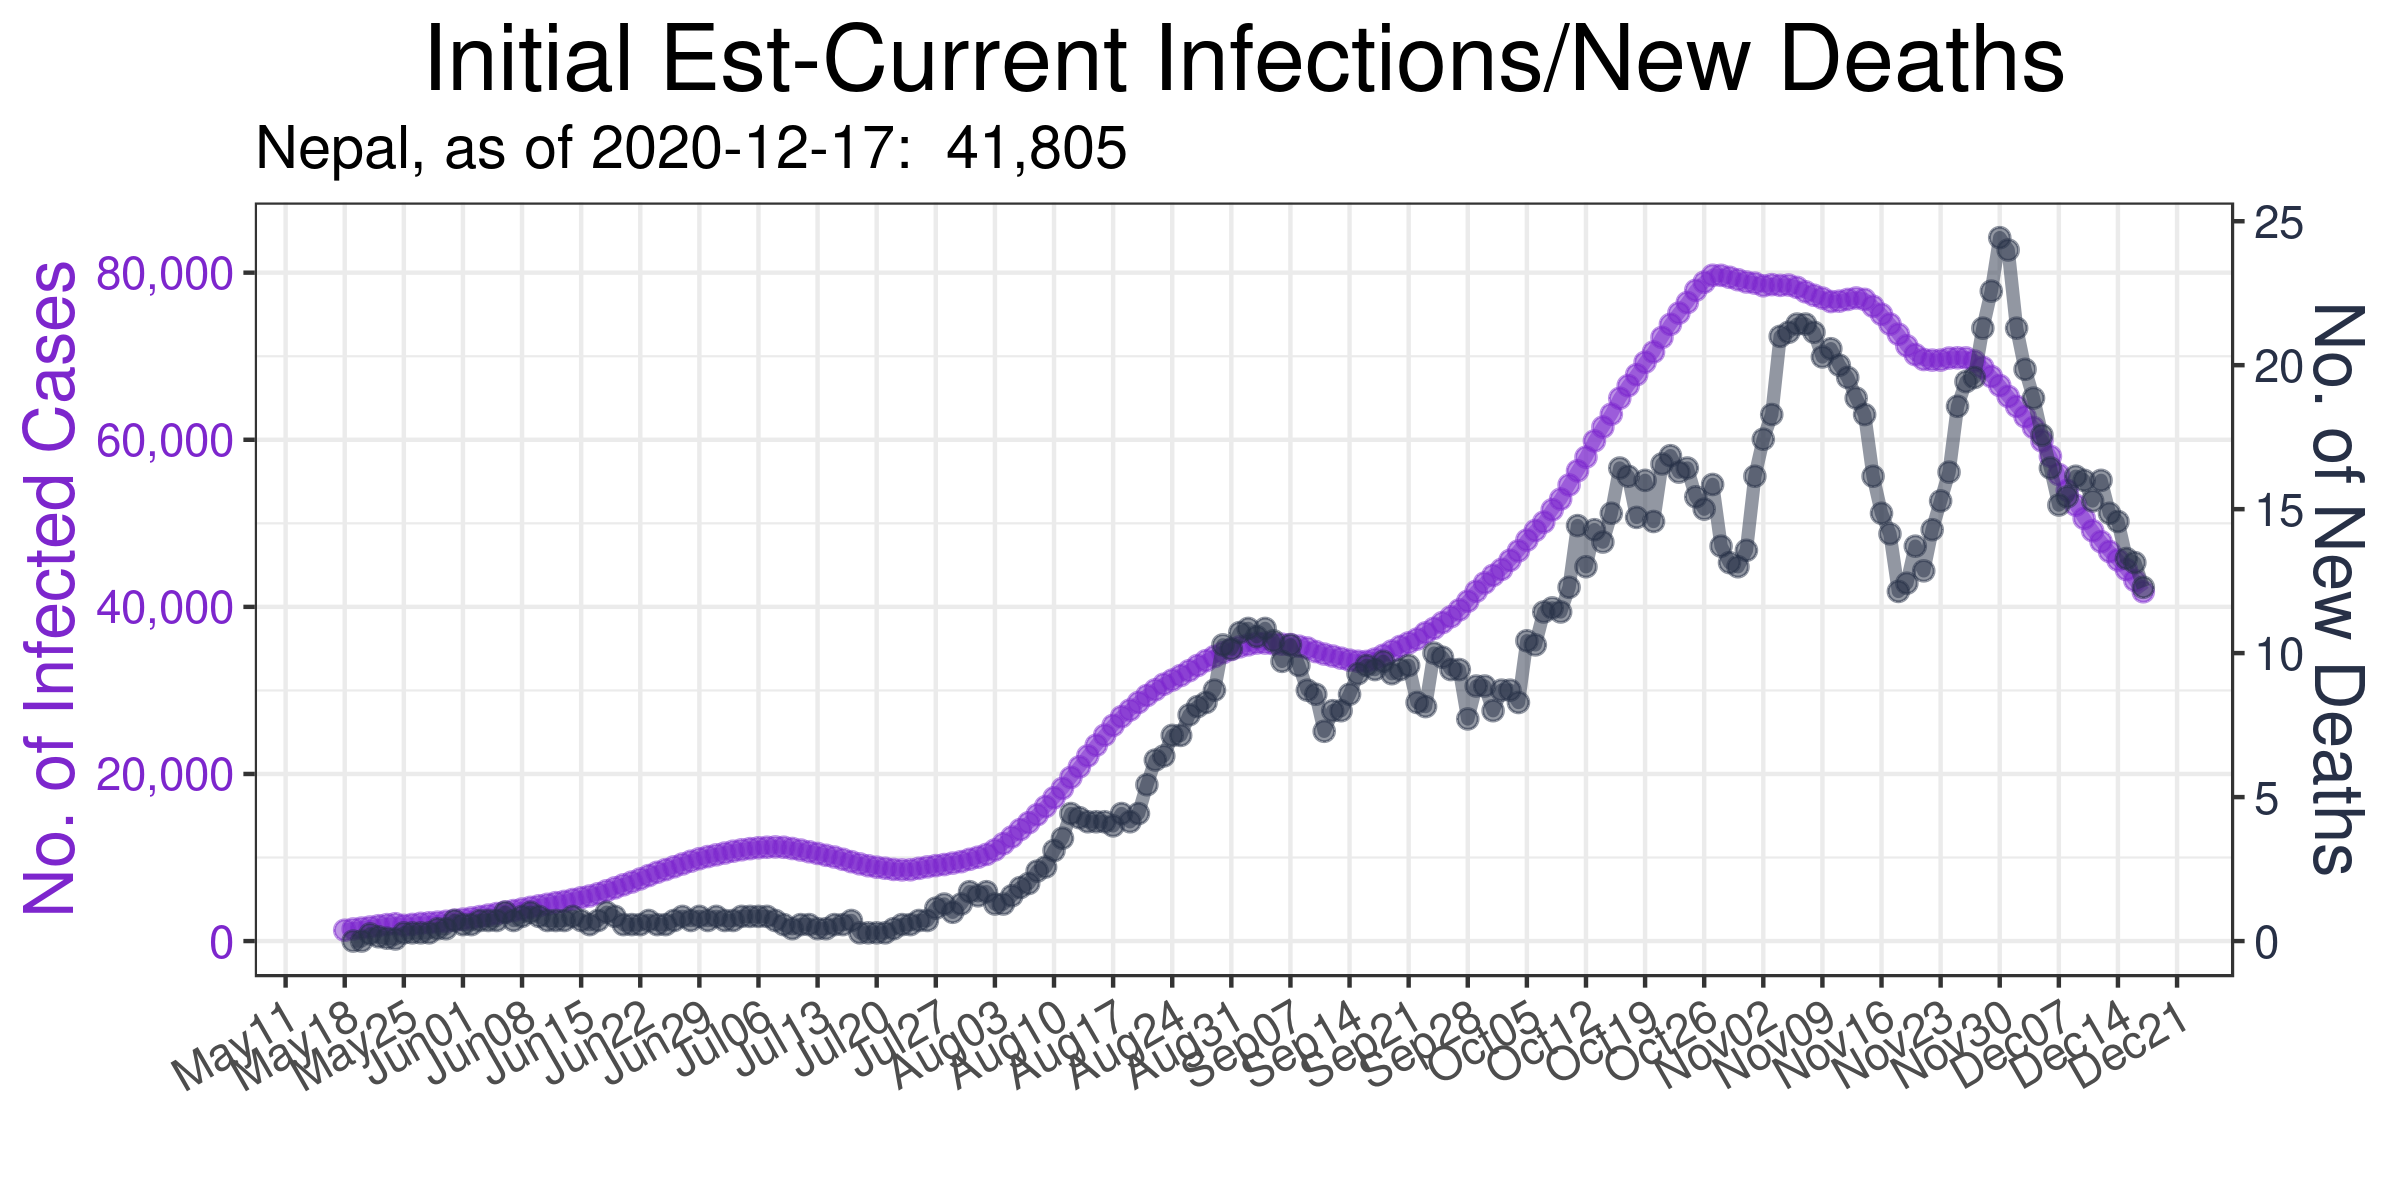 Initial Est-Current Infections/New Deaths
Nepal, as of 2020-12-17:  41,805
No. of Infected Cases
80,000
60,000
40,000
20,000
0
25
20
15
10
5
0
No. of New Deaths
May11
May18
May25
Jun01
Jun08
Jun15
Jun22
Jun29
Jul06
Jul13
Jul20
Jul27
Aug03
Aug10
Aug17
Aug24
Aug31
Sep07
Sep14
Sep21
Sep28
Oct05
Oct12
Oct19
Oct26
Nov02
Nov09
Nov16
Nov23
Nov30
Dec07
Dec14
Dec21